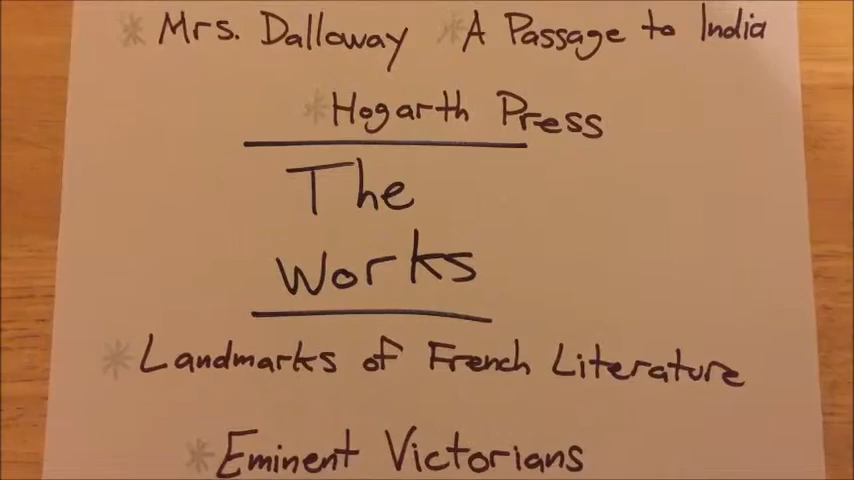 * Mrs. Dalloway * A Passage to India
* Hogarth Press
The
Works
* Landmarks of French Literature
* Eminent Victorians